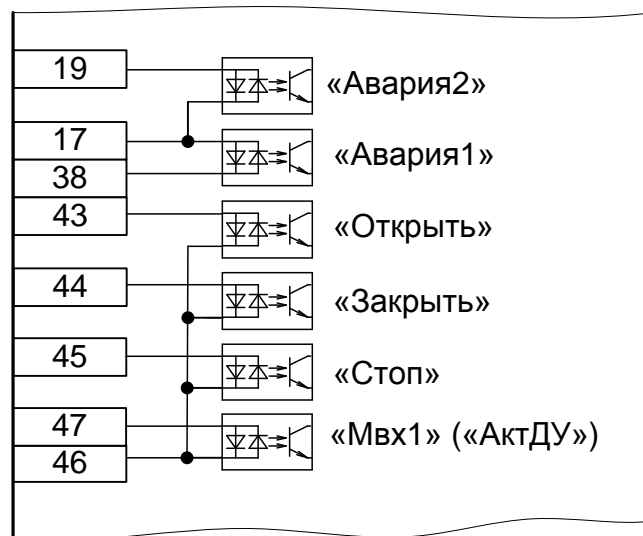 19
«Авария2»
17
«Авария1»
38
43
«Открыть»
44
«Закрыть»
45
«Стоп»
47
«Мвх1» («АктДУ»)
46